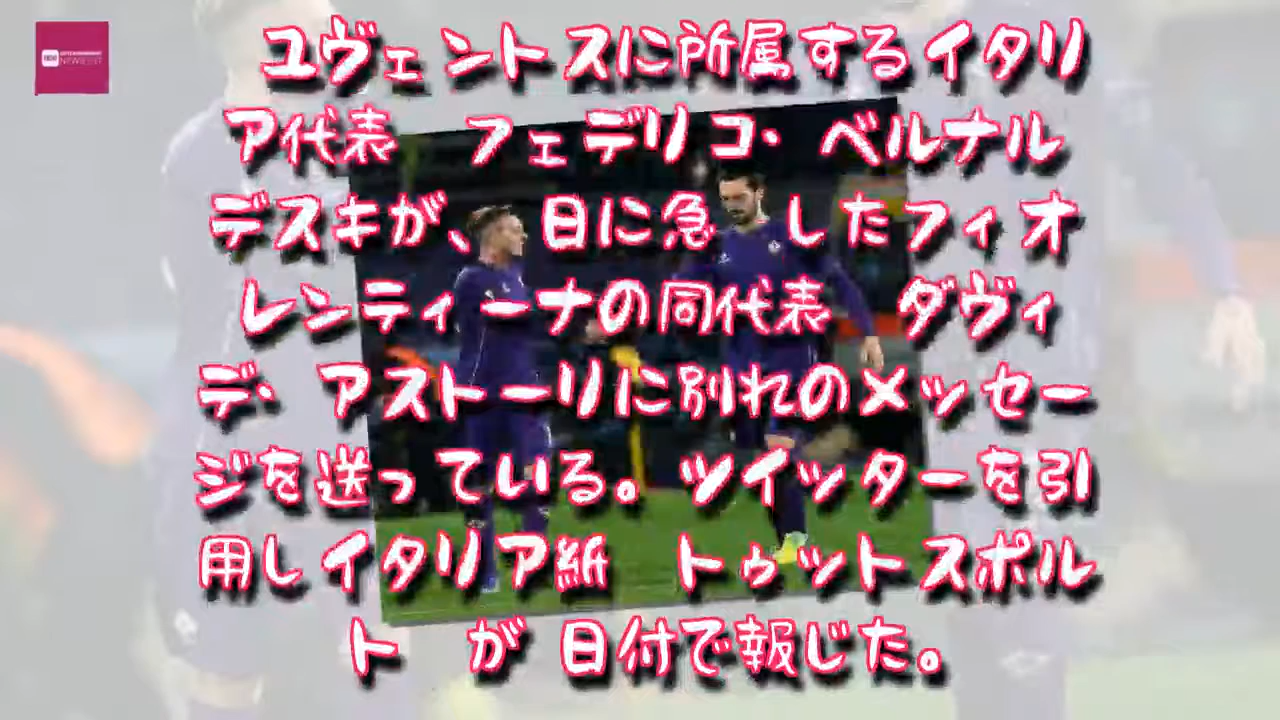 ユヴェントスに所属するイタリ
ア代表 フェデリコ・ ベルナル
デスキが、 日に急 したフィオ
レンティーナの同代表 ダヴィ
デ・ アストーリに別れのメッセー
ジを送っている。ツイッターを引
用しイタリア紙 トゥットスポル
ト が 日付で報じた。